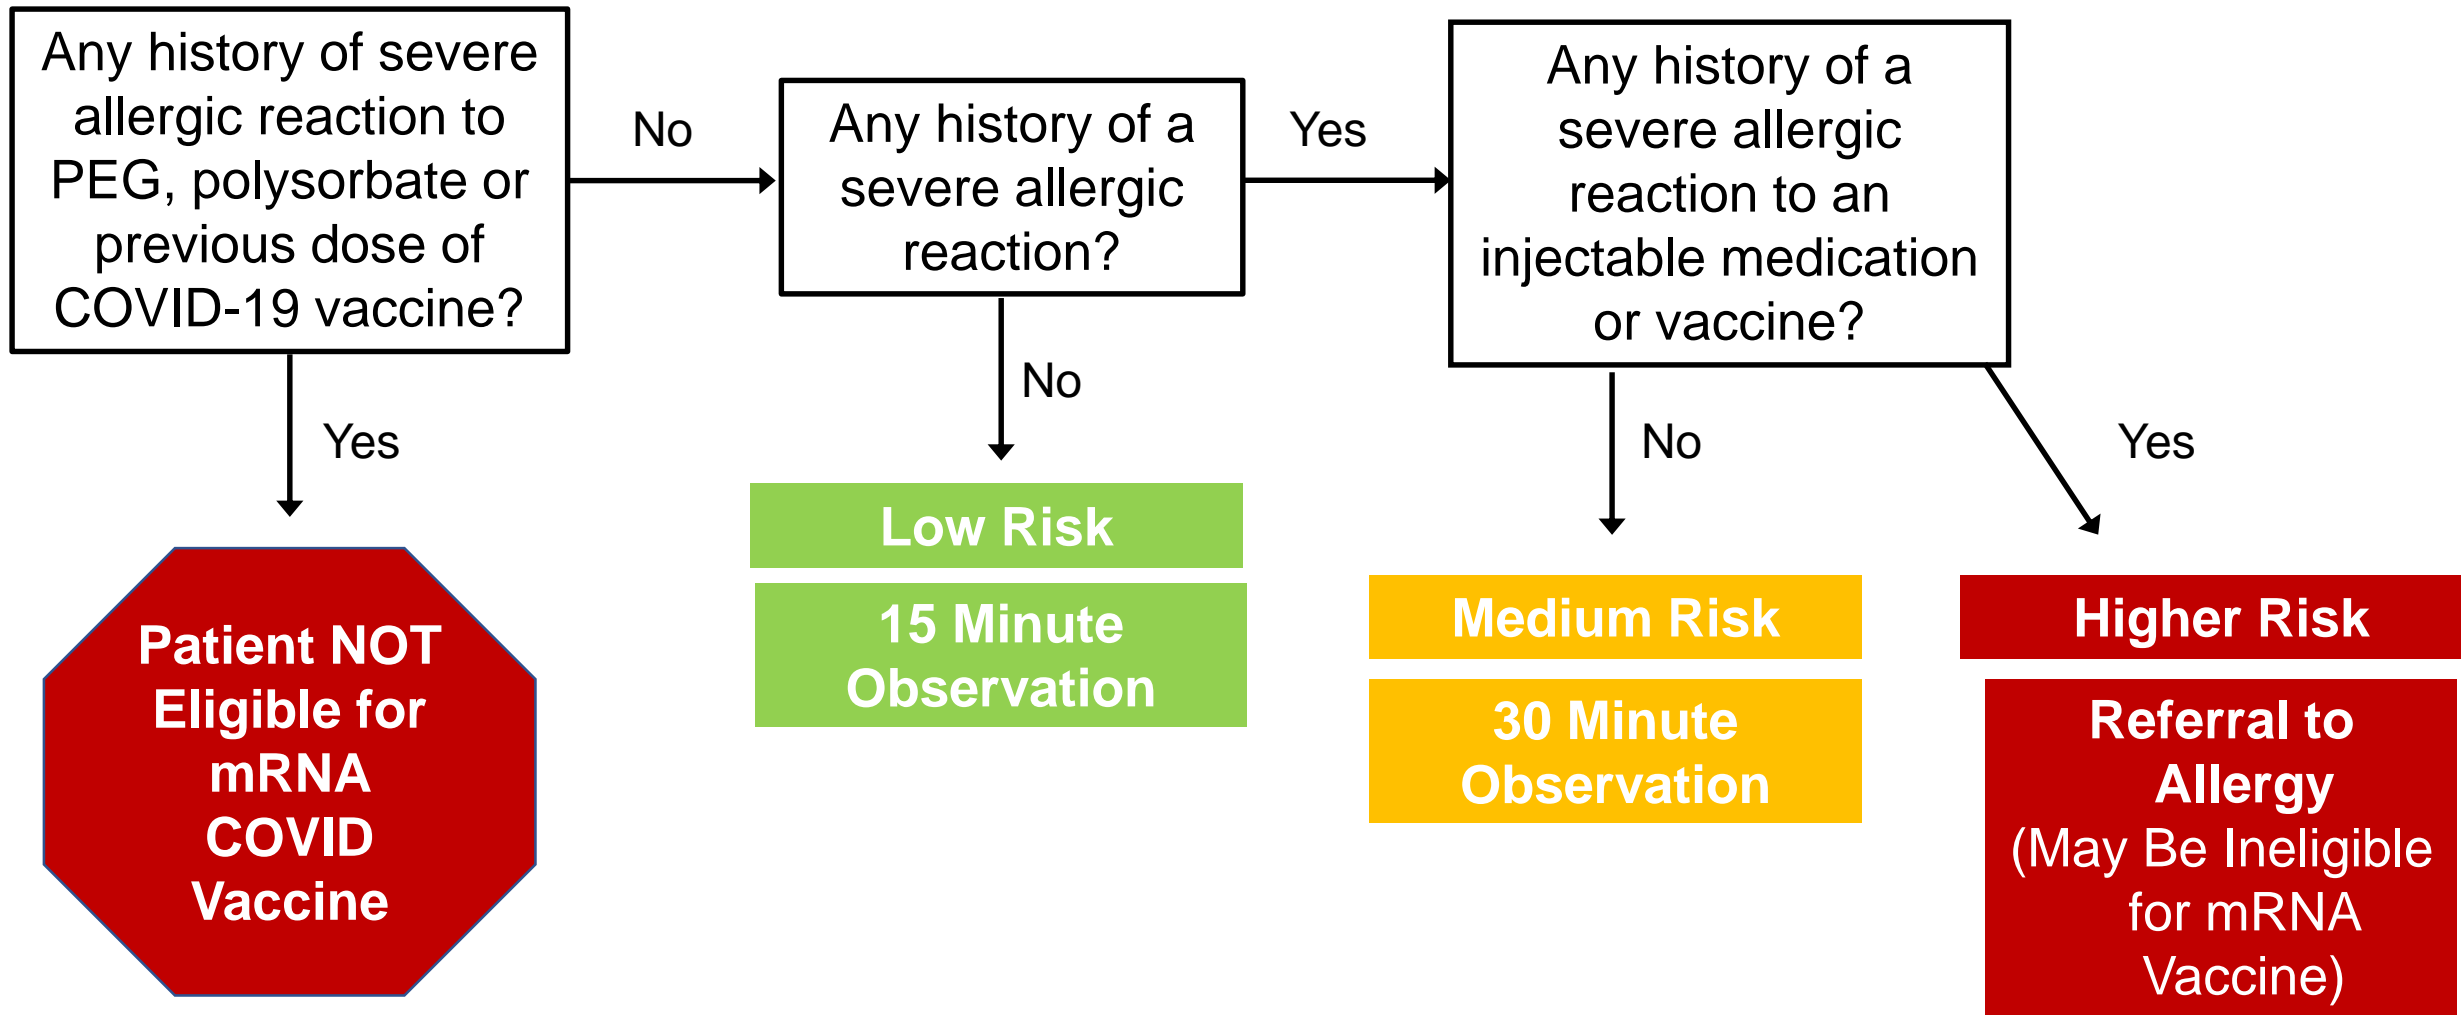 Any history of severe
allergic reaction to
PEG, polysorbate or
previous dose of
COVID-19 vaccine?
No
Any history of a
severe allergic
reaction?
Yes
Any history of a
severe allergic
reaction to an
injectable medication
or vaccine?
Yes
No
No
Yes
Patient NOT
Eligible for
mRNA
COVID
Vaccine
Low Risk
15 Minute
Observation
Medium Risk
30 Minute
Observation
Higher Risk
Referral to
Allergy
(May Be Ineligible
for mRNA
Vaccine)